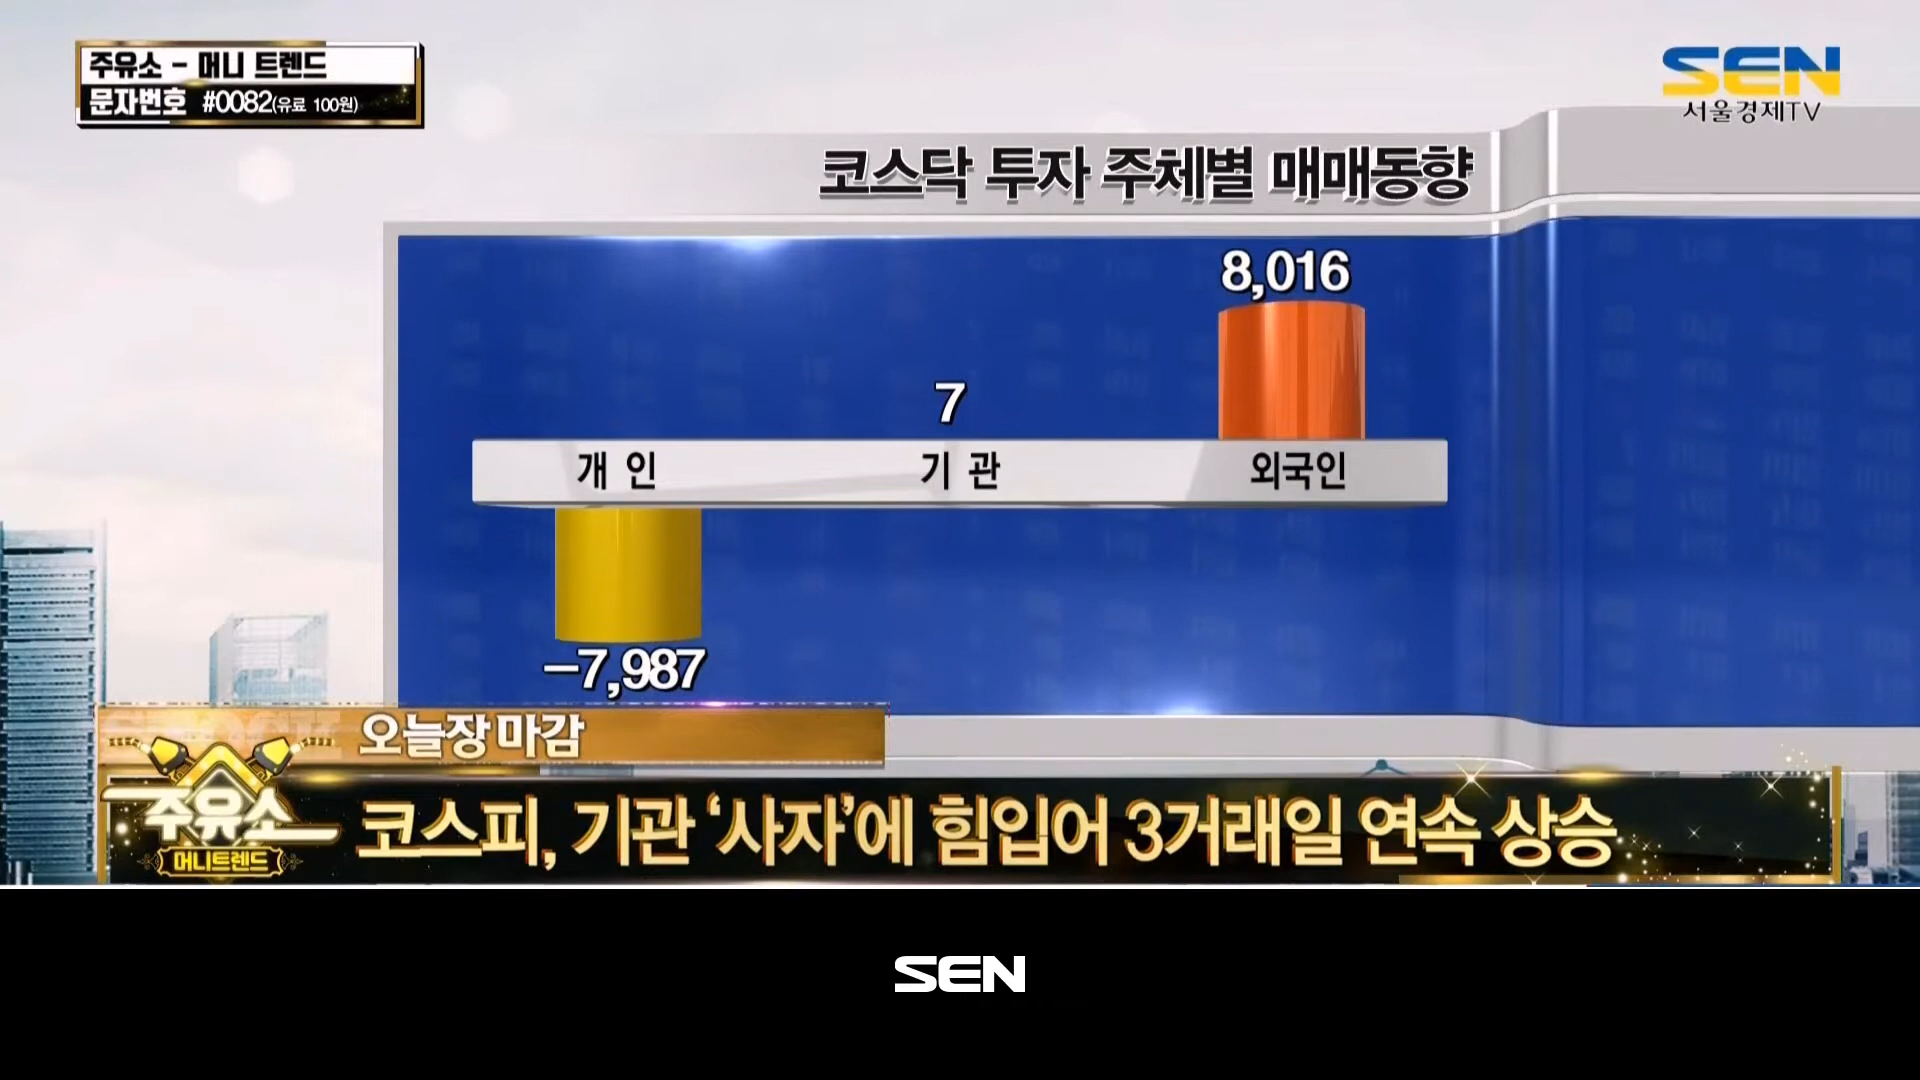 주유소 - 머니 트렌드
문자번호 #0082(유료 100원)
SEN
서울경제TV
코스닥 투자 주체별 매매동향
8,016
7
개 인 기 관 외국인
-7,987
오늘장 마감
주유소
머니트렌드
코스피, 기관 ‘사자’에 힘입어 3거래일 연속 상승
SEN